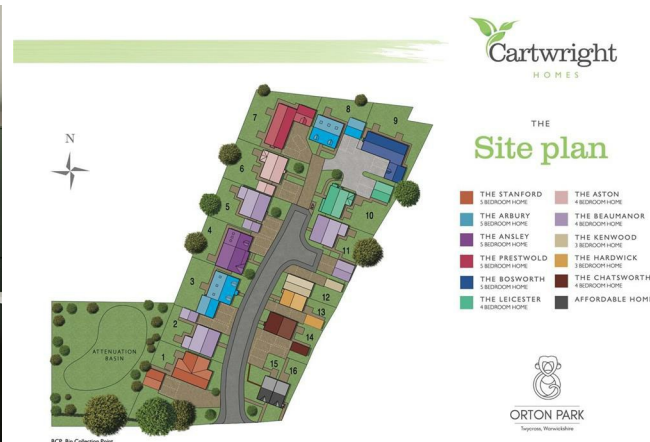 Cartwright
HOMES
THE
Site plan
N
7
8
9
6
5
10
4
11
3
12
13
2
14
1
15
16
ATTENUATION
BASIN
THE STANFORD
5 BEDROOM HOME
THE ARBURY
5 BEDROOM HOME
THE ANSLEY
5 BEDROOM HOME
THE PRESTWOLD
5 BEDROOM HOME
THE BOSWORTH
5 BEDROOM HOME
THE LEICESTER
4 BEDROOM HOME
THE ASTON
4 BEDROOM HOME
THE BEAUMANOR
4 BEDROOM HOME
THE KENWOOD
3 BEDROOM HOME
THE HARDWICK
3 BEDROOM HOME
THE CHATSWORTH
4 BEDROOM HOME
AFFORDABLE HOM
ORTON PARK
Twycross, Warwickshire
BCP Bin Collection Point